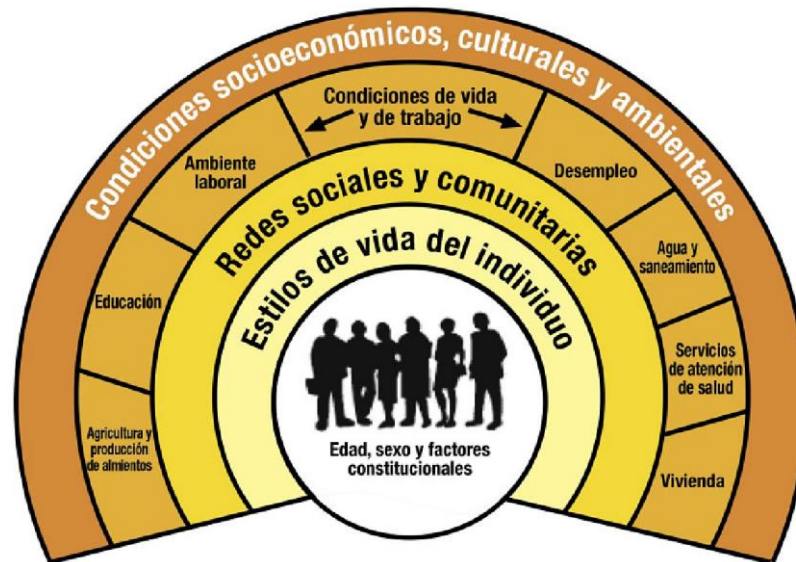 Condiciones socioeconómicos, culturales y ambientales
Condiciones de vida
y de trabajo
Ambiente
laboral
Desempleo
Redes sociales y comunitarias
Agua y
saneamiento
Estilos de vida del individuo
Educación
Servicios
de atención
de salud
Agricultura y
producción
de almientos
Edad, sexo y factores
constitucionales
Vivienda